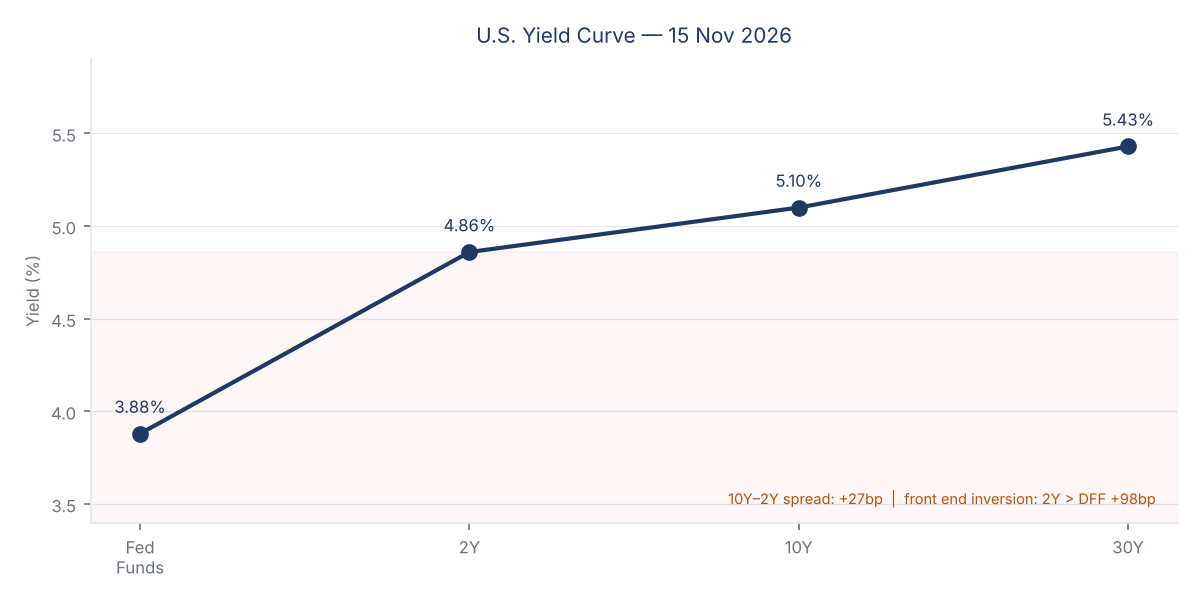 U.S. Yield Curve — 15 Nov 2026
5.43%
5.5
5.10%
4.86%
5.0
Yield (%)
4.5
3.88%
4.0
10Y–2Y spread: +27bp | front end inversion: 2Y > DFF +98bp
3.5
Fed
Funds
2Y
10Y
30Y